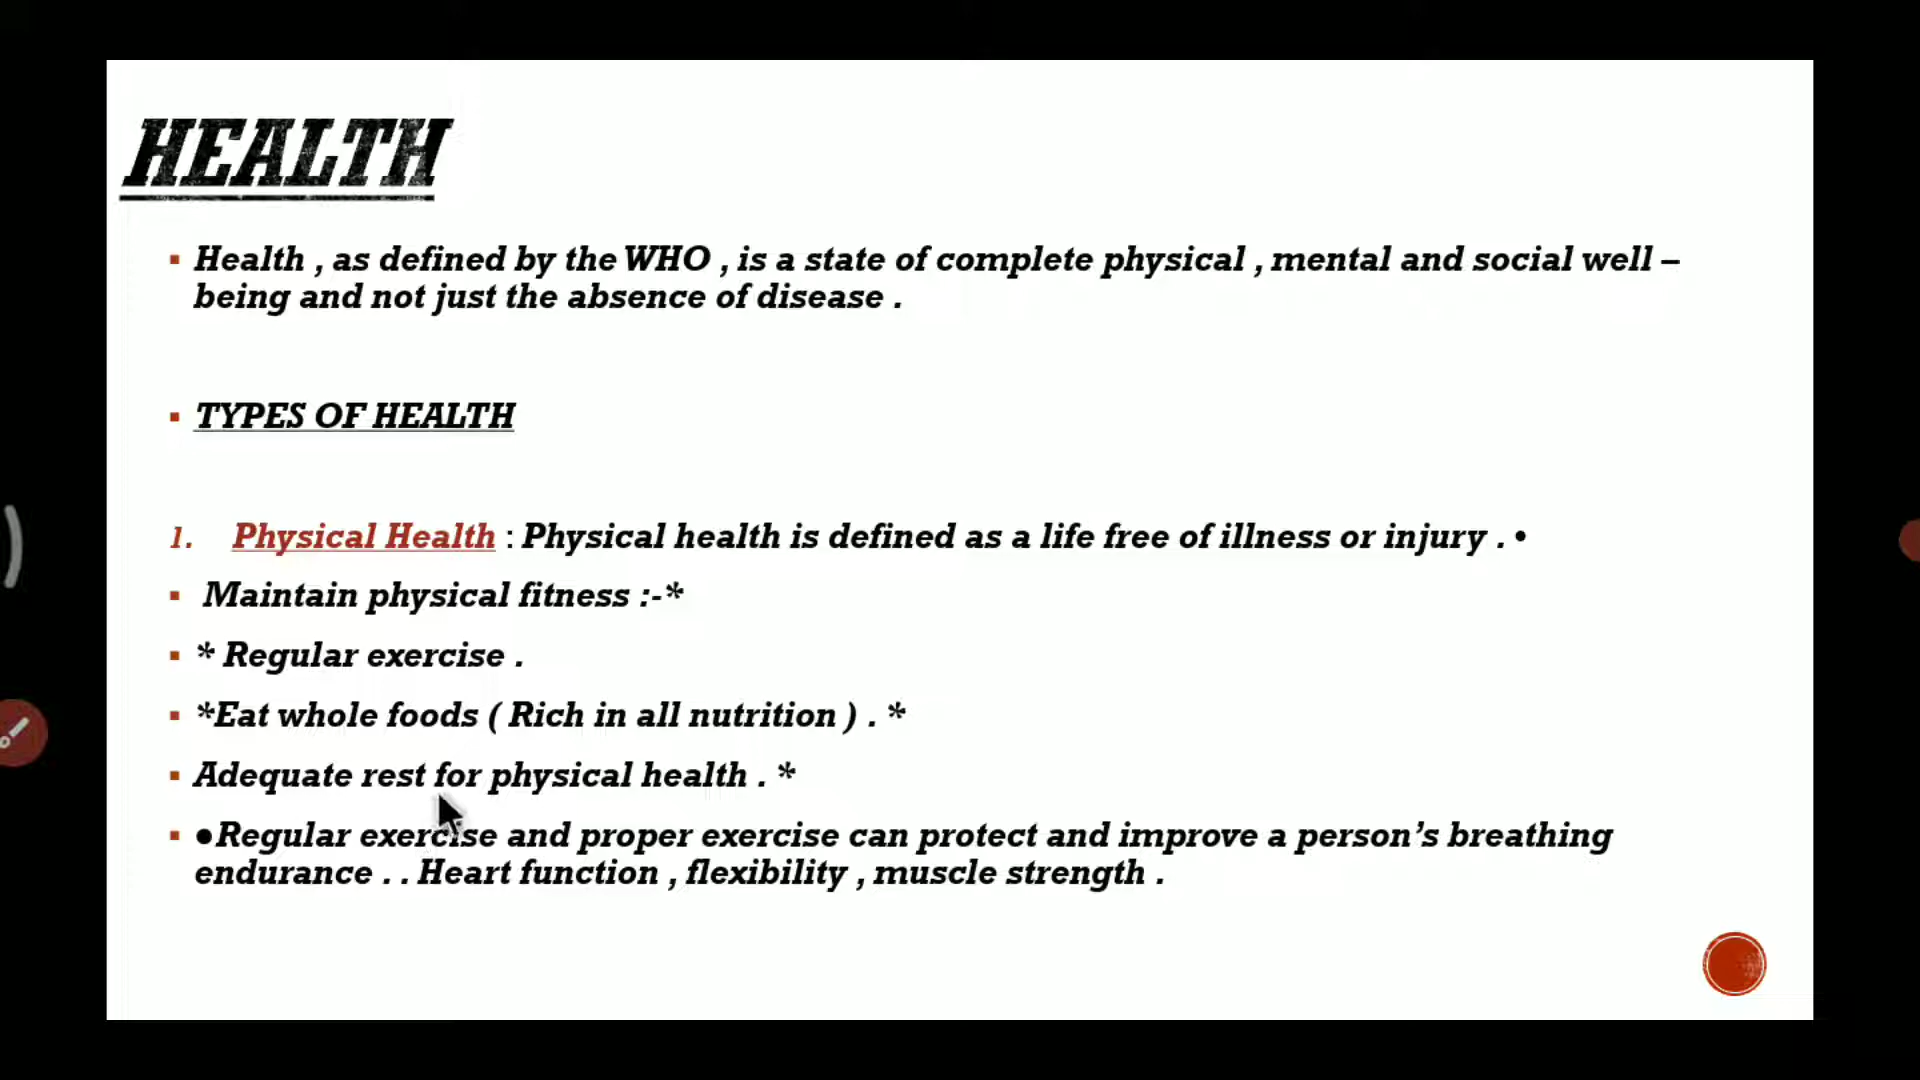 HEALTH
▪ Health , as defined by the WHO , is a state of complete physical , mental and social well –
being and not just the absence of disease .
▪ TYPES OF HEALTH
1. Physical Health : Physical health is defined as a life free of illness or injury . •
▪ Maintain physical fitness :-*
▪ * Regular exercise .
▪ *Eat whole foods ( Rich in all nutrition ) . *
▪ Adequate rest for physical health . *
▪ ●Regular exercise and proper exercise can protect and improve a person’s breathing
endurance . . Heart function , flexibility , muscle strength .